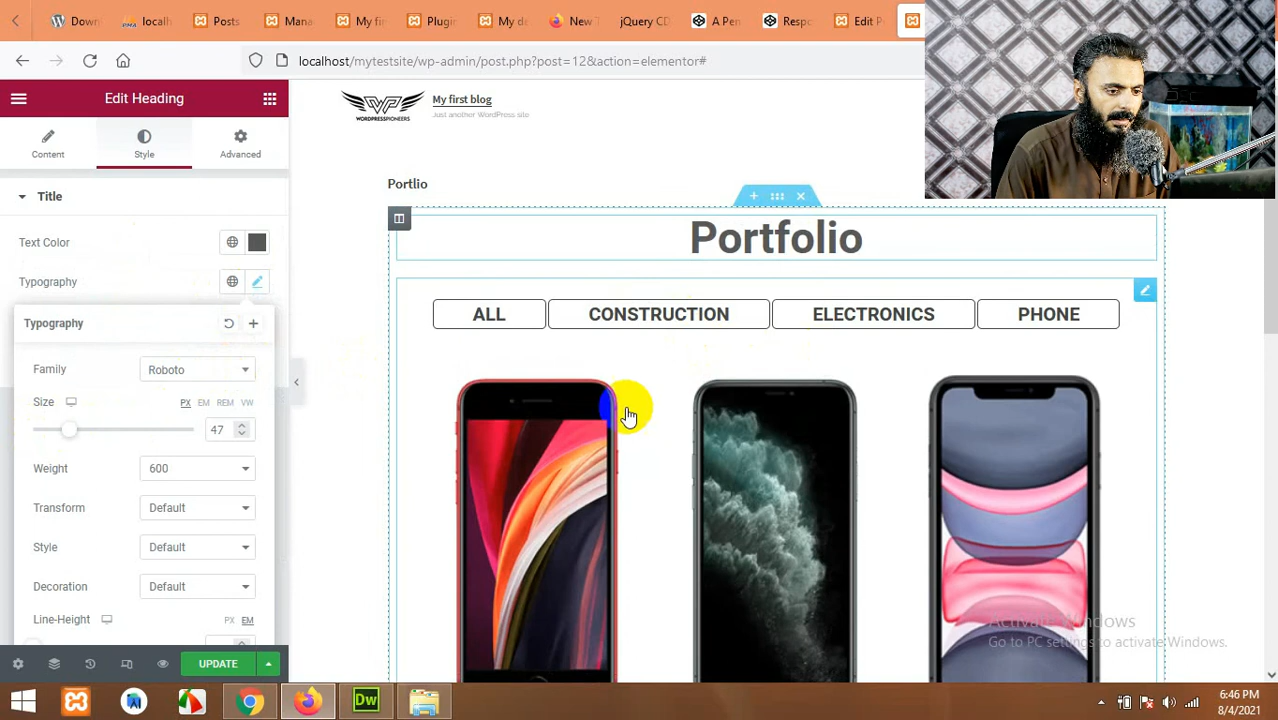 Down
localh
Posts
Mana
My fi
Plugin
My de
New T
jQuery CD
A Pen
Respo
Edit P
localhost/mytestsite/wp-admin/post.php?post=12&action=elementor#
Edit Heading
Content
Style
Advanced
Title
Text Color
Typography
Typography
Family
Roboto
Size
PX EM REM VW
47
Weight
600
Transform
Default
Style
Default
Decoration
Default
Line-Height
PX EM
UPDATE
WORDPRESSPIONEERS
My first blog
Just another WordPress site
Portlio
Portfolio
ALL
CONSTRUCTION
ELECTRONICS
PHONE
Activate Windows
Go to PC settings to activate Windows.
Dw
6:46 PM
8/4/2021